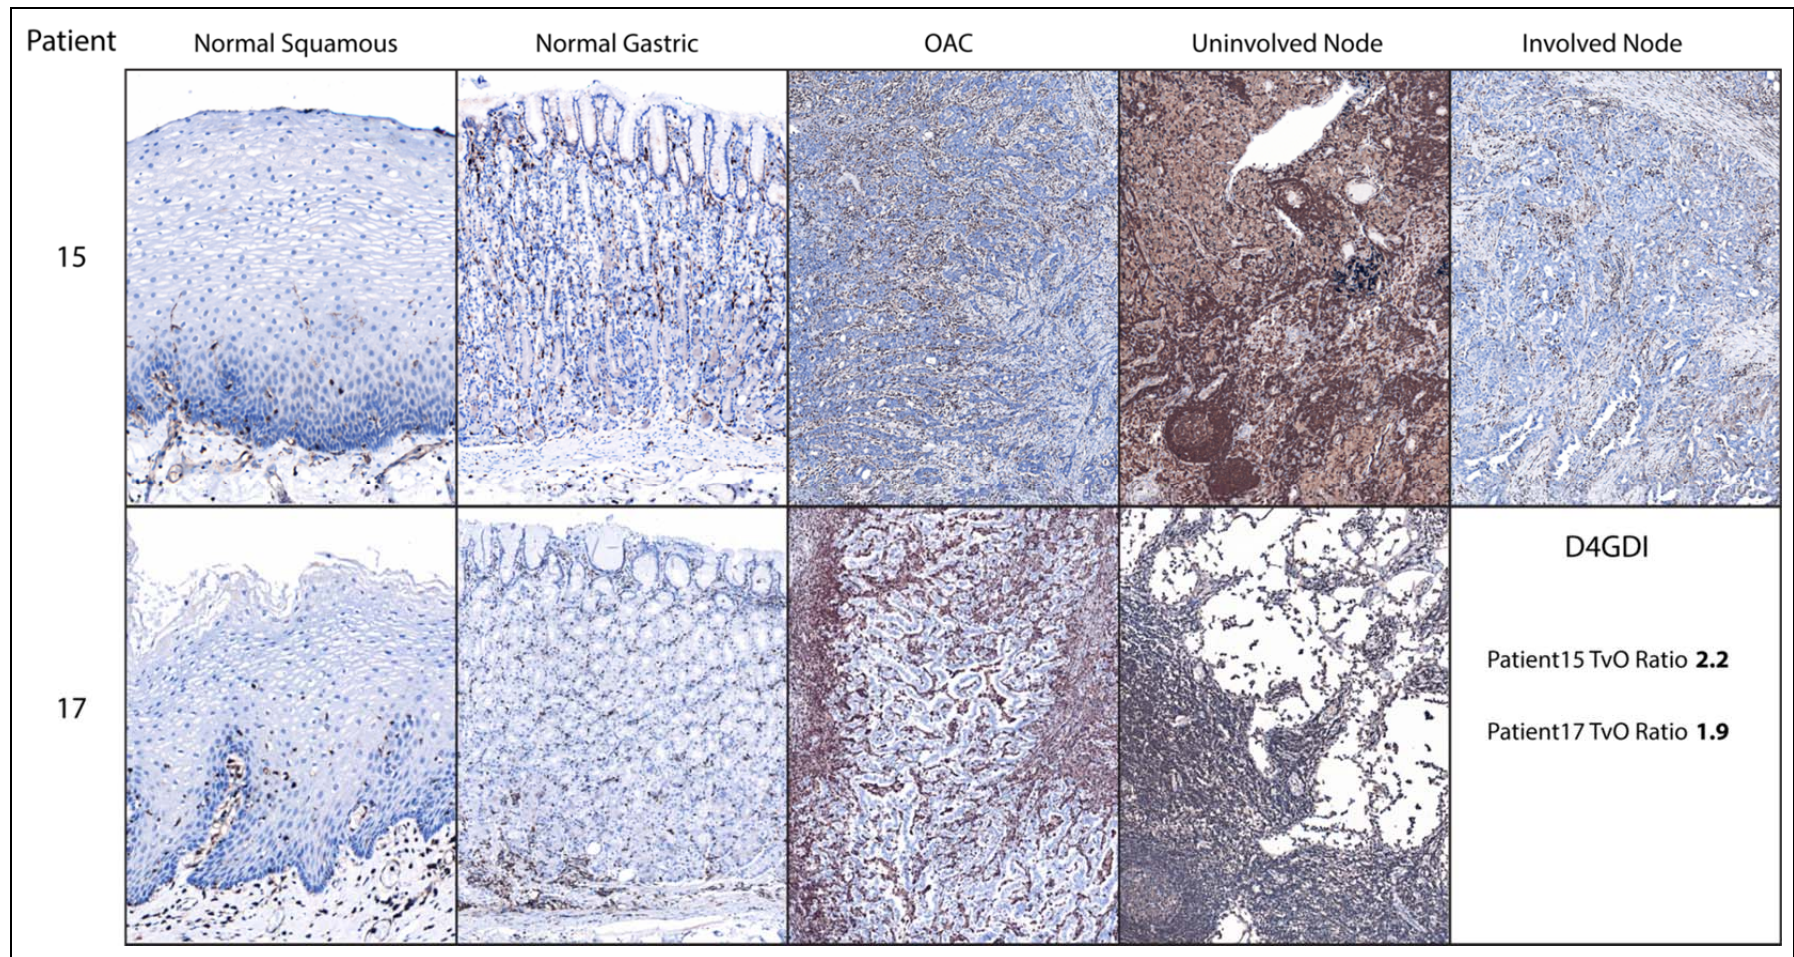 Patient Normal Squamous Normal Gastric OAC Uninvolved Node Involved Node
15
17
D4GDI
Patient15 TvO Ratio 2.2
Patient17 TvO Ratio 1.9